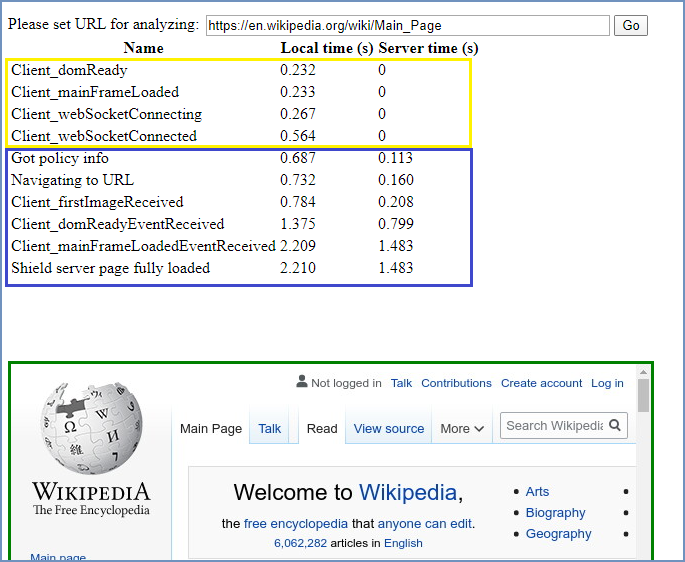 Please set URL for analyzing: https://en.wikipedia.org/wiki/Main_Page Go
Name Local time (s) Server time (s)
Client_domReady 0.232 0
Client_mainFrameLoaded 0.233 0
Client_webSocketConnecting 0.267 0
Client_webSocketConnected 0.564 0
Got policy info 0.687 0.113
Navigating to URL 0.732 0.160
Client_firstImageReceived 0.784 0.208
Client_domReadyEventReceived 1.375 0.799
Client_mainFrameLoadedEventReceived 2.209 1.483
Shield server page fully loaded 2.210 1.483
Not logged in Talk Contributions Create account Log in
Main Page Talk Read View source More Search Wikipedia
WIKIPEDIA
The Free Encyclopedia
Welcome to Wikipedia,
the free encyclopedia that anyone can edit.
6,062,282 articles in English
Arts
Biography
Geography
Main page